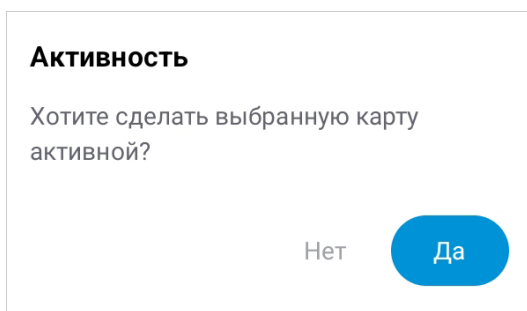 Активность
Хотите сделать выбранную карту
активной?
Нет
Да